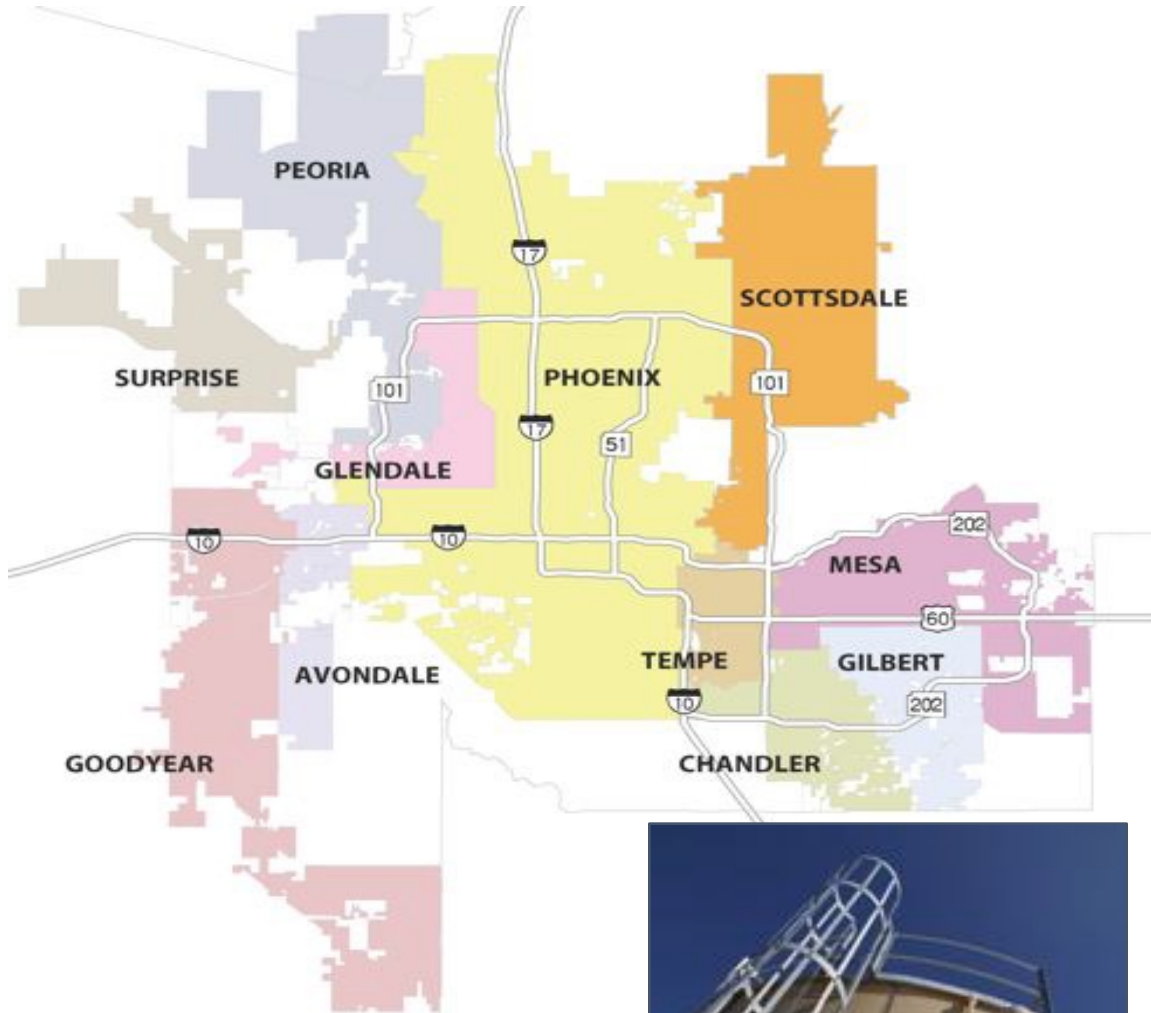 PEORIA
17
SCOTTSDALE
SURPRISE
PHOENIX
101
101
17
51
GLENDALE
10
10
202
MESA
60
TEMPE
GILBERT
AVONDALE
10
202
GOODYEAR
CHANDLER